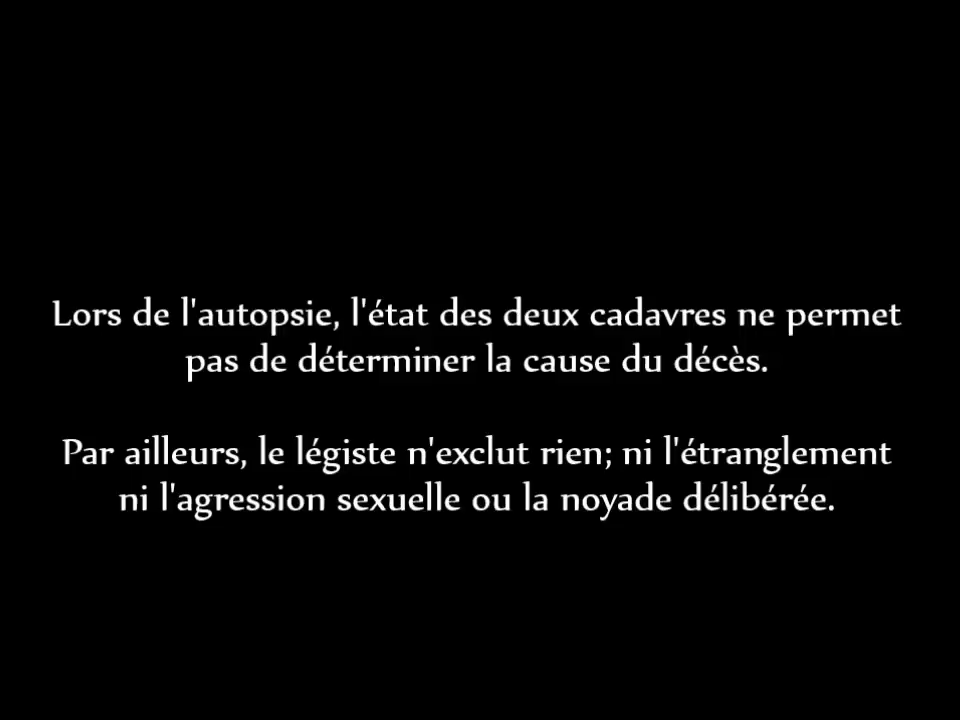 Lors de l'autopsie, l'état des deux cadavres ne permet
pas de déterminer la cause du décès.
Par ailleurs, le légiste n'exclut rien; ni l'étranglement
ni l'agression sexuelle ou la noyade délibérée.